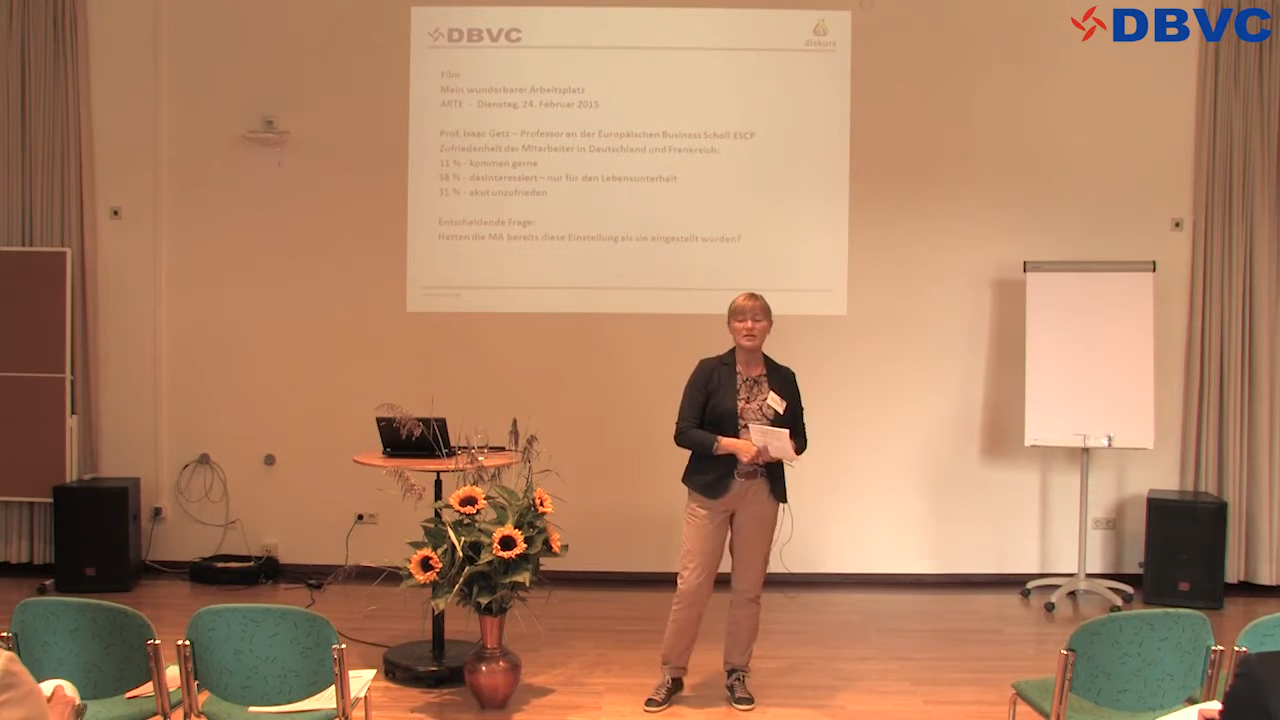 DBVC
DBVC
diskurs
Film
Mein wunderbarer Arbeitsplatz
ARTE - Dienstag, 24. Februar 2015
Prof. Isaac Getz – Professor an der Europäischen Business Scholl ESCP
Zufriedenheit der Mitarbeiter in Deutschland und Frankreich:
11 % - kommen gerne
58 % - desinteressiert – nur für den Lebensunterhalt
31 % - akut unzufrieden
Entscheidende Frage:
Hatten die MA bereits diese Einstellung als sie eingestellt wurden?